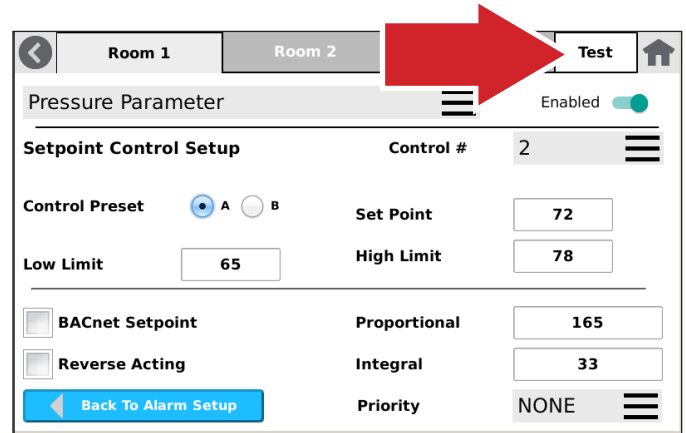 Room 1
Room 2
Test
Pressure Parameter
Enabled
Setpoint Control Setup
Control #
2
Control Preset
A
B
Set Point
72
Low Limit
65
High Limit
78
BACnet Setpoint
Proportional
165
Reverse Acting
Integral
33
Back To Alarm Setup
Priority
NONE